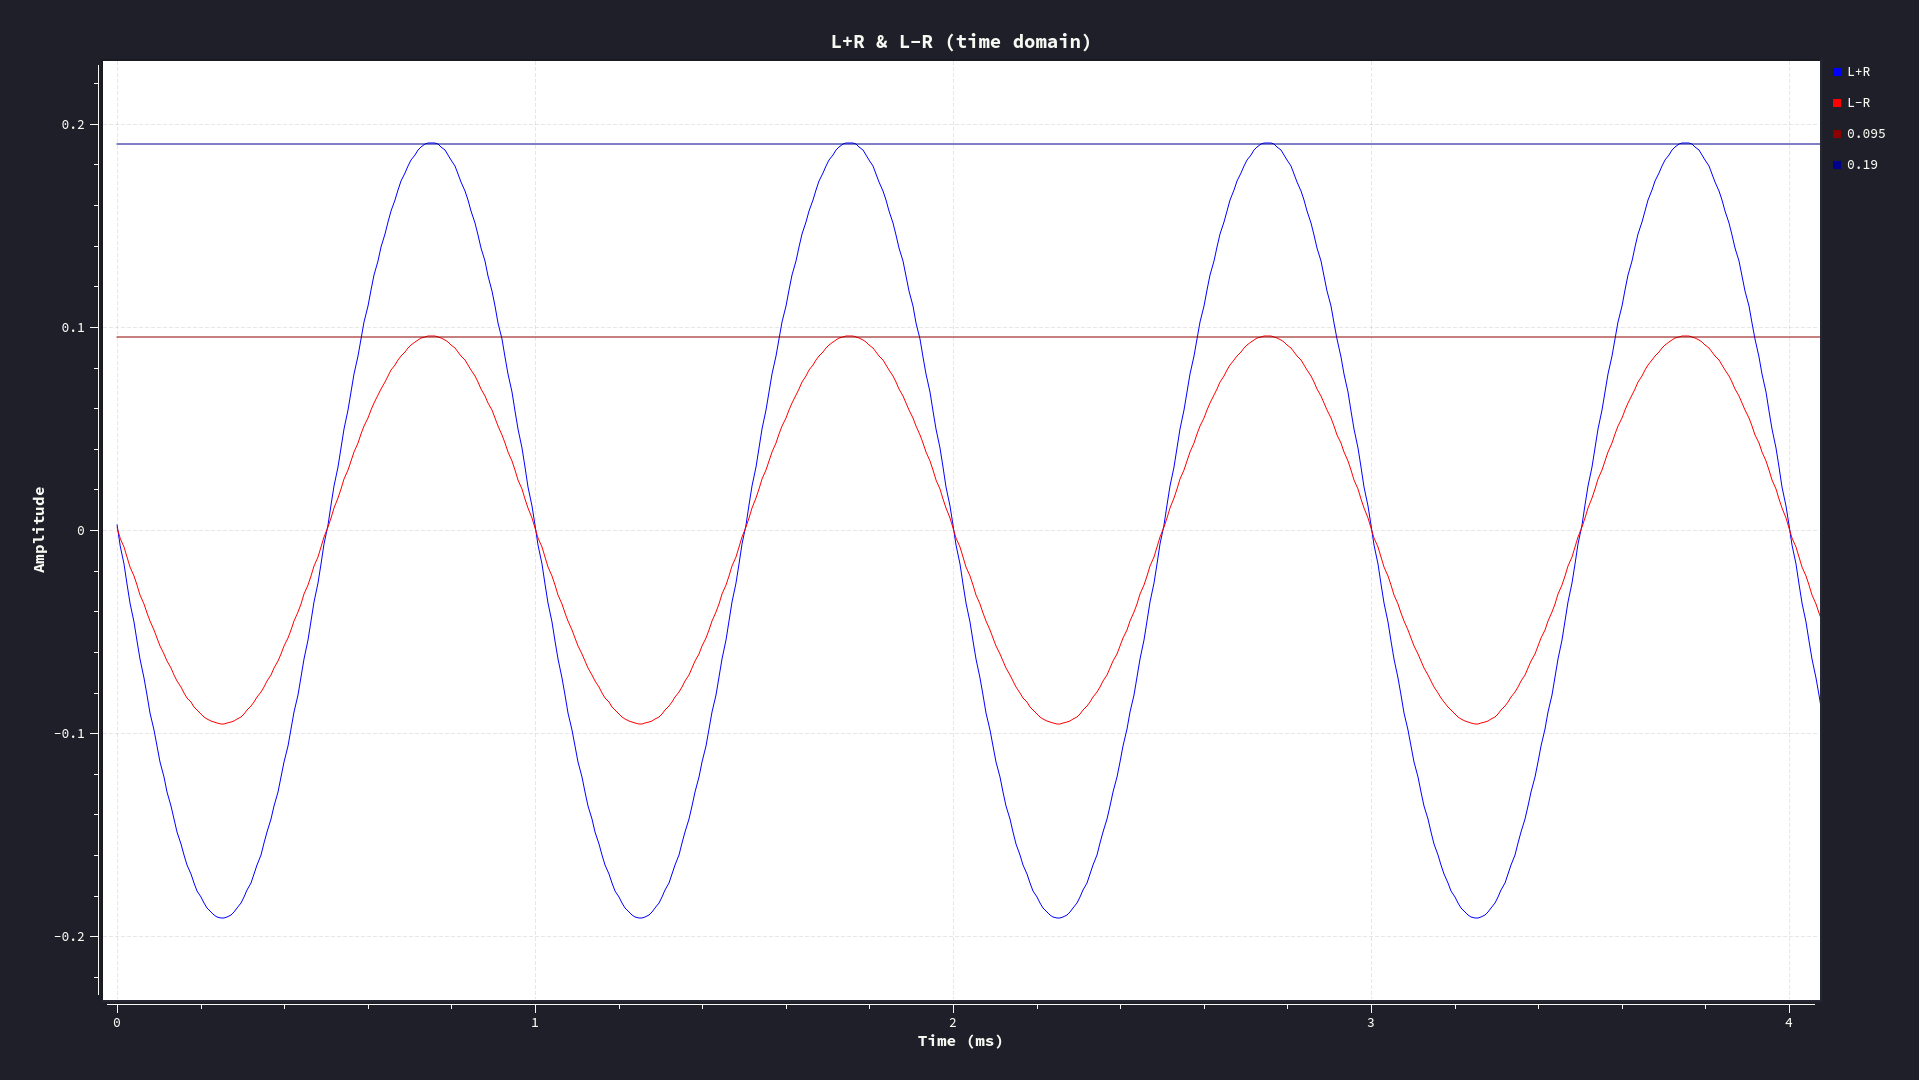 L+R & L−R (time domain)
L+R
L−R
0.095
0.19
Amplitude
0.2
0.1
0
−0.1
−0.2
0 1 2 3 4
Time (ms)